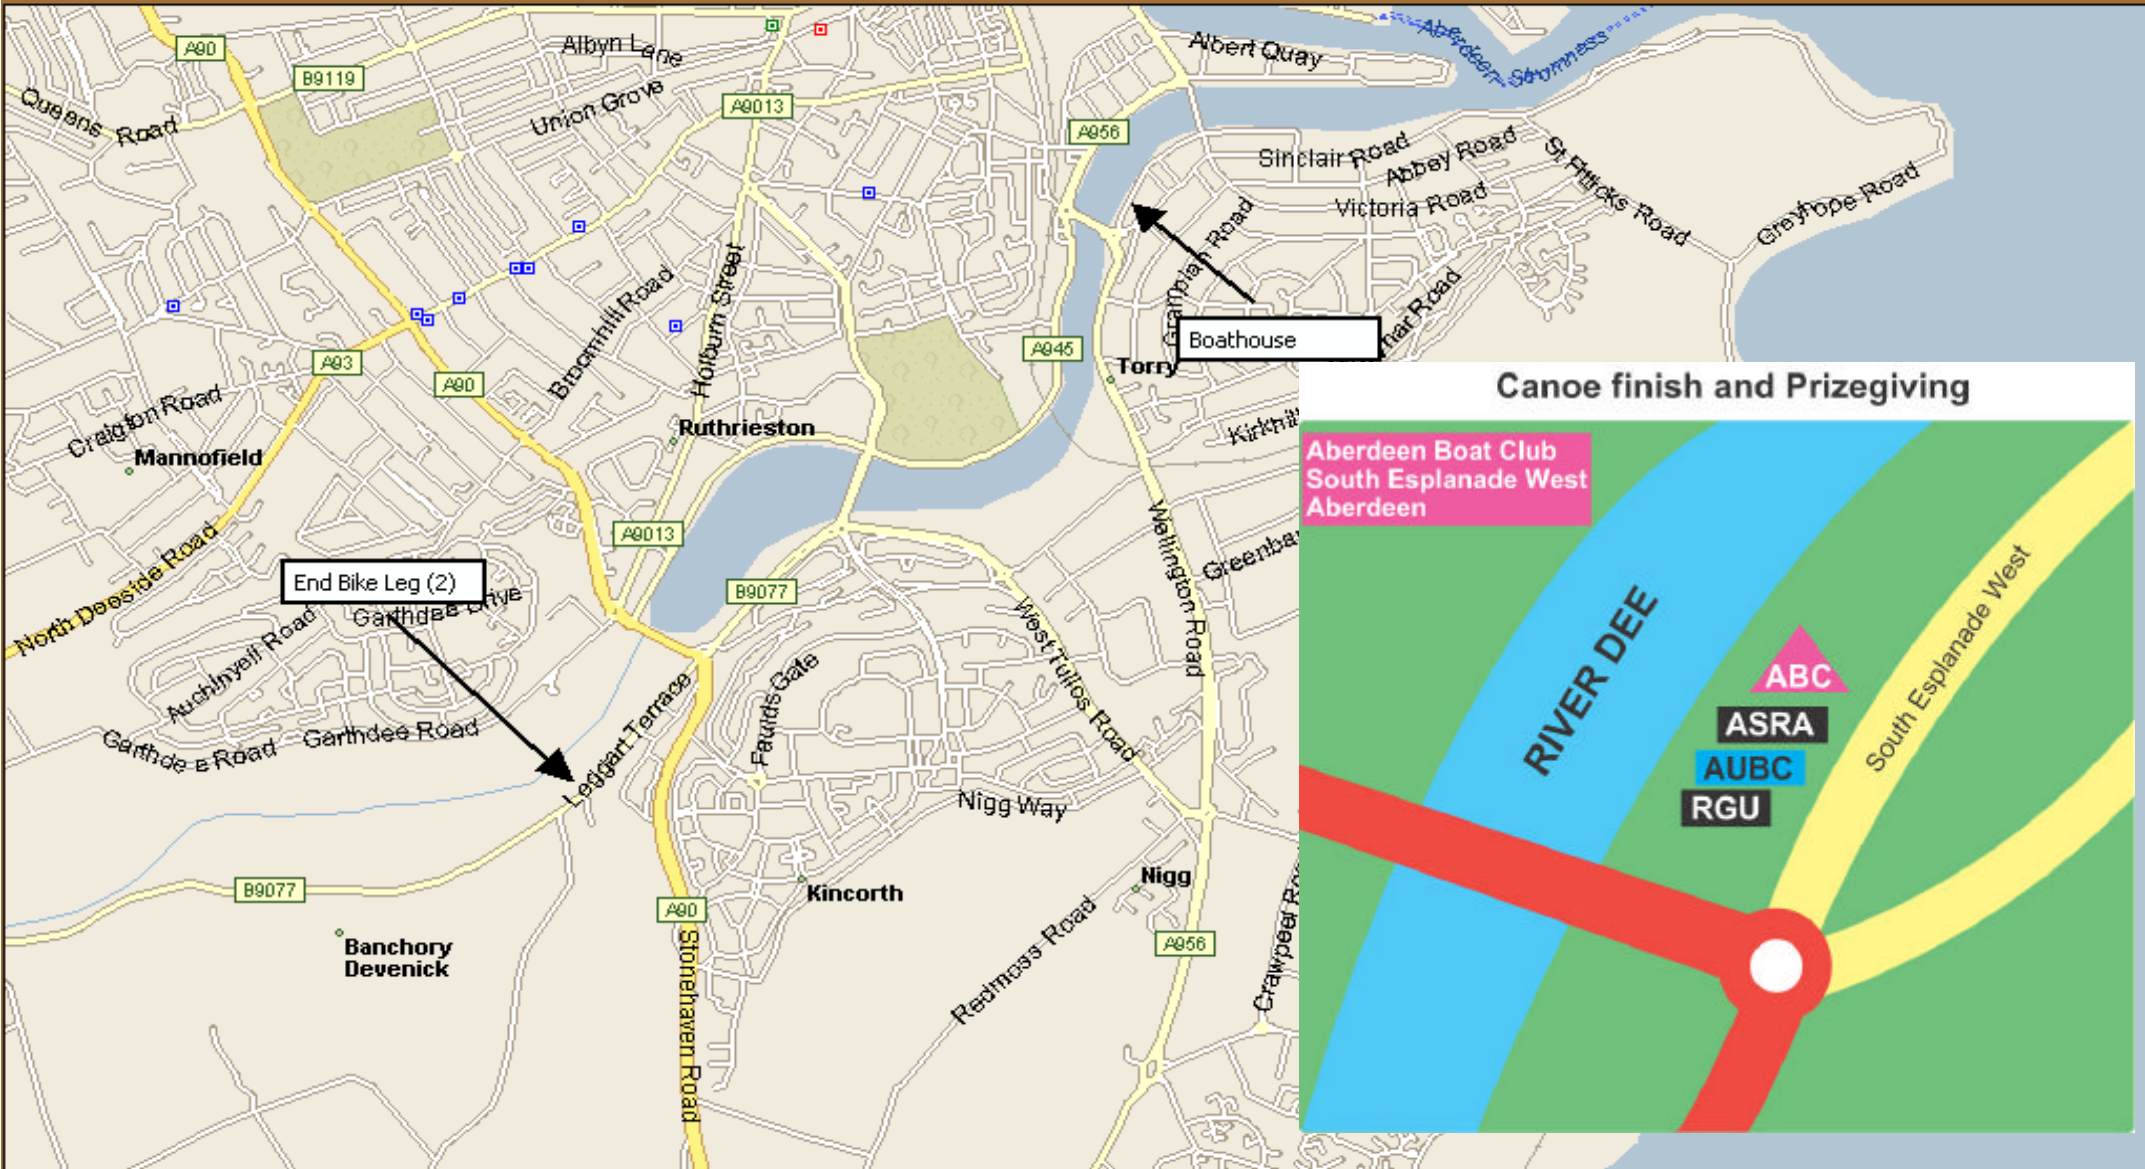 A90
B9119
Albyn Lane
Albert Quay
Aberdeen - Stromness
Queens Road
Union Grove
A9013
A956
Sinclair Road
Abbey Road
St Fitticks Road
Victoria Road
Greyhope Road
Grampian Road
Holburn Street
Broomhill Road
A93
A90
A945
Boathouse
Torry
mar Road
Craigton Road
Mannofield
Ruthrieston
Canoe finish and Prizegiving
Aberdeen Boat Club
South Esplanade West
Aberdeen
RIVER DEE
South Esplanade West
ABC
ASRA
AUBC
RGU
North Deeside Road
A9013
Wellington Road
End Bike Leg (2)
Garthdee Drive
B9077
West Tullos Road
Auchinyell Road
Garthdee Road
Garthdee Road
Leggart Terrace
Faulds Gate
Nigg Way
B9077
Kincorth
Nigg
A90
Banchory
Devenick
Stonehaven Road
Redmoss Road
A956